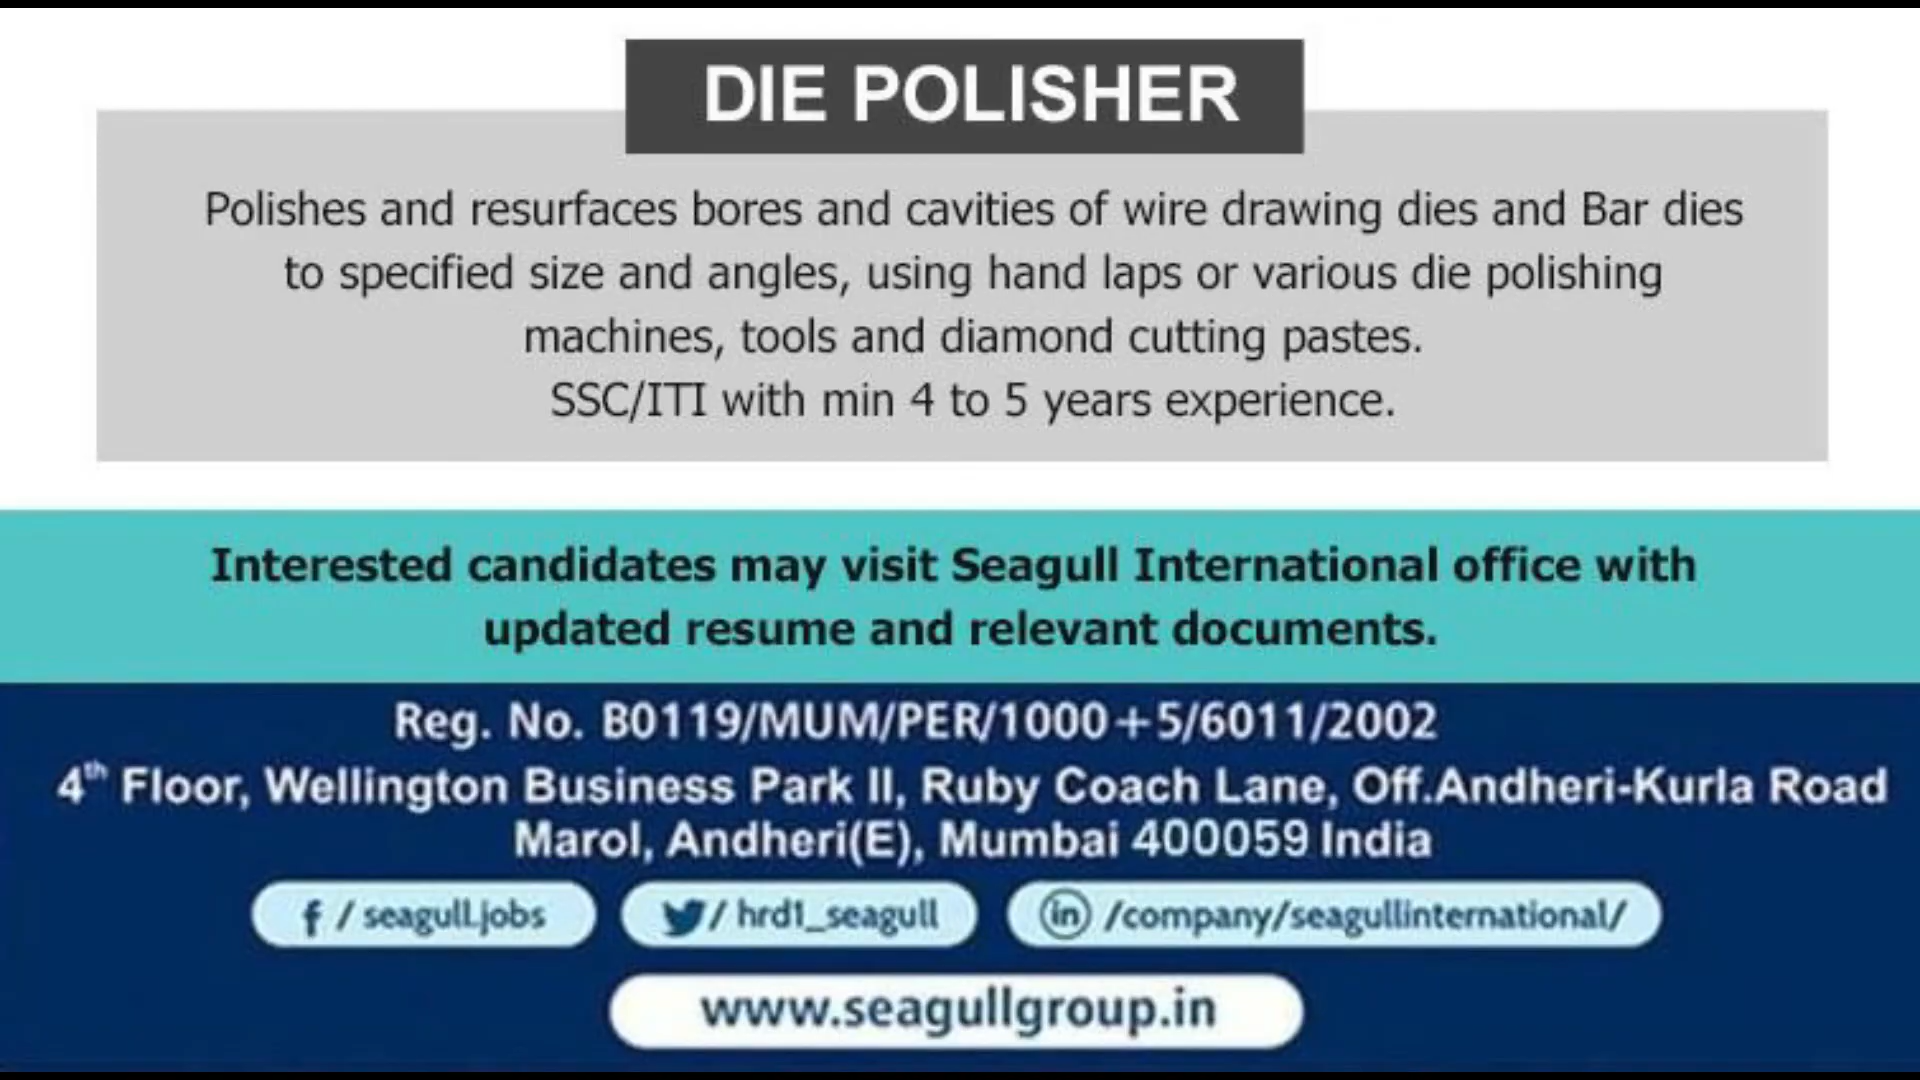 DIE POLISHER
Polishes and resurfaces bores and cavities of wire drawing dies and Bar dies
to specified size and angles, using hand laps or various die polishing
machines, tools and diamond cutting pastes.
SSC/ITI with min 4 to 5 years experience.
Interested candidates may visit Seagull International office with
updated resume and relevant documents.
Reg. No. B0119/MUM/PER/1000+5/6011/2002
4th Floor, Wellington Business Park II, Ruby Coach Lane, Off.Andheri-Kurla Road
Marol, Andheri(E), Mumbai 400059 India
f / seagull.jobs
/ hrd1_seagull
in /company/seagullinternational/
www.seagullgroup.in